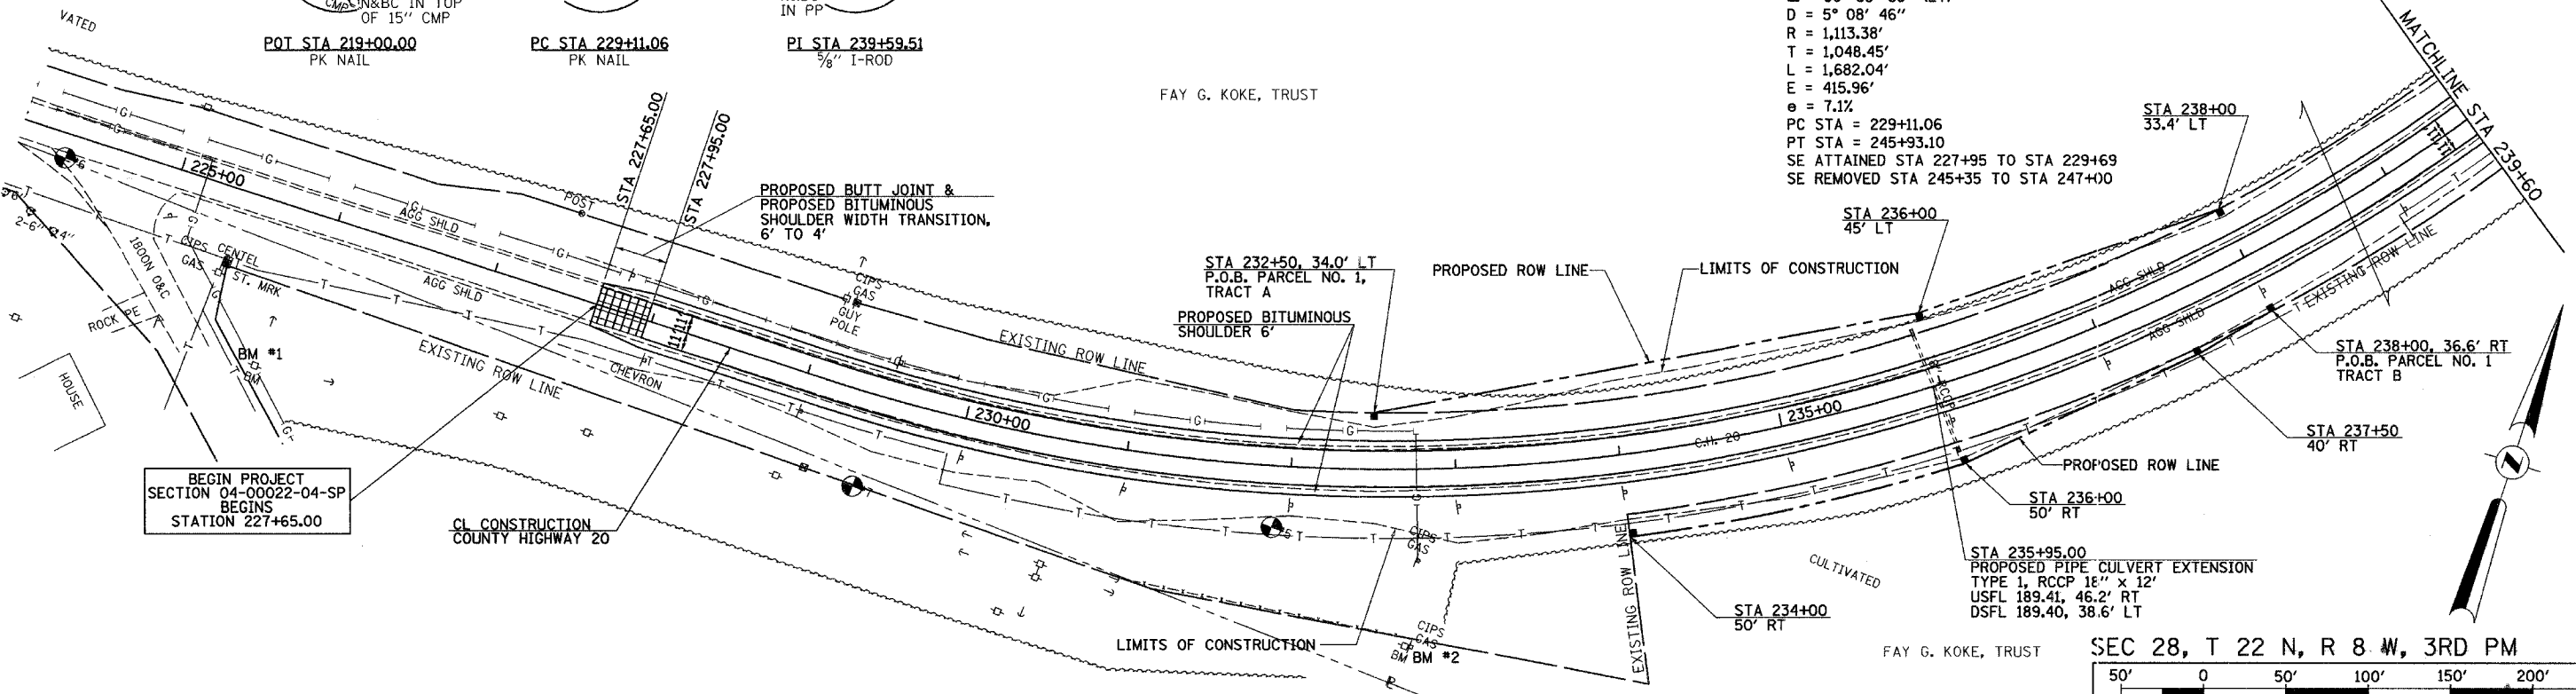 N&BC IN TOP
OF 15" CMP
CMP
IN PP
POT STA 219+00.00
PK NAIL
PC STA 229+11.06
PK NAIL
PI STA 239+59.51
5/8" I-ROD
D = 5° 08' 46"
R = 1,113.38'
T = 1,048.45'
L = 1,682.04'
E = 415.96'
e = 7.1%
PC STA = 229+11.06
PT STA = 245+93.10
SE ATTAINED STA 227+95 TO STA 229+69
SE REMOVED STA 245+35 TO STA 247+00
MATCHLINE STA 239+60
VATED
FAY G. KOKE, TRUST
STA 238+00
33.4' LT
STA 227+65.00
STA 227+95.00
225+00
POST
AGG SHLD
PROPOSED BUTT JOINT &
PROPOSED BITUMINOUS
SHOULDER WIDTH TRANSITION,
6' TO 4'
STA 236+00
45' LT
2-6"
4"
1800N O&C
CIPS
GAS
CENTEL
ST. MRK
AGG SHLD
ROCK PE
HOUSE
BM #1
BM
EXISTING ROW LINE
CHEVRON
CIPS
GAS
GUY
POLE
EXISTING ROW LINE
STA 232+50, 34.0' LT
P.O.B. PARCEL NO. 1,
TRACT A
PROPOSED BITUMINOUS
SHOULDER 6'
PROPOSED ROW LINE
LIMITS OF CONSTRUCTION
AGG SHLD
AGG SHLD
EXISTING ROW LINE
STA 238+00, 36.6' RT
P.O.B. PARCEL NO. 1
TRACT B
230+00
235+00
C.H. 20
RCCP
STA 237+50
40' RT
PROPOSED ROW LINE
BEGIN PROJECT
SECTION 04-00022-04-SP
BEGINS
STATION 227+65.00
CL CONSTRUCTION
COUNTY HIGHWAY 20
CIPS
GAS
STA 236+00
50' RT
EXISTING ROW LINE
CULTIVATED
STA 235+95.00
PROPOSED PIPE CULVERT EXTENSION
TYPE 1, RCCP 18" x 12'
USFL 189.41, 46.2' RT
DSFL 189.40, 38.6' LT
STA 234+00
50' RT
LIMITS OF CONSTRUCTION
CIPS
GAS
BM BM #2
FAY G. KOKE, TRUST
N
SEC 28, T 22 N, R 8 W, 3RD PM
50' 0 50' 100' 150' 200'